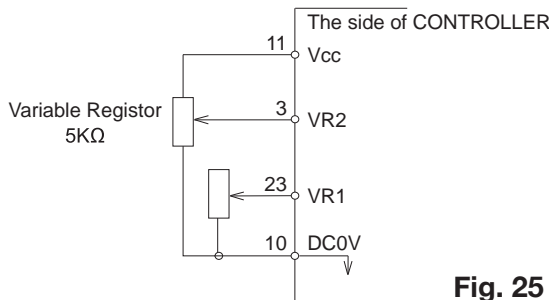 The side of CONTROLLER
11
Vcc
Variable Registor
5KΩ
3
VR2
23
VR1
10
DC0V
Fig. 25